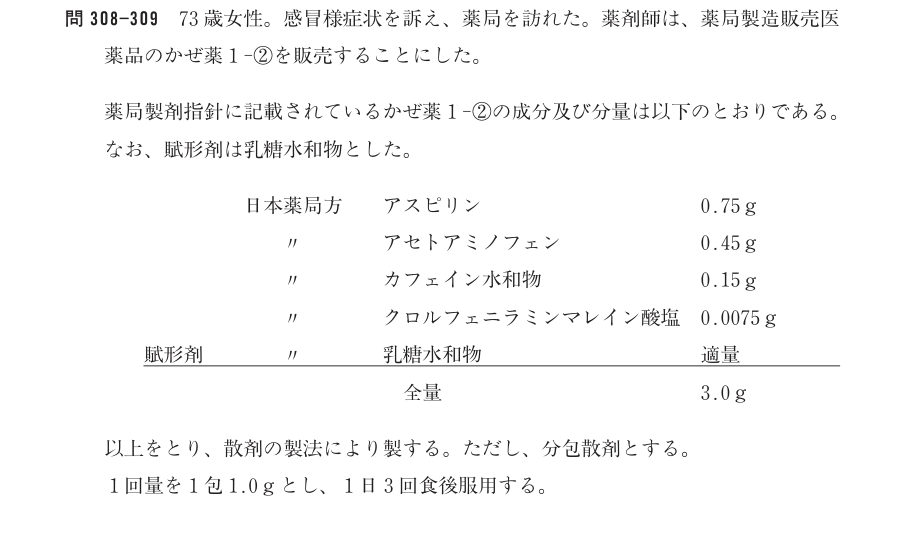 問 308-309　73 歳女性。感冒様症状を訴え、薬局を訪れた。薬剤師は、薬局製造販売医
薬品のかぜ薬１-②を販売することにした。
薬局製剤指針に記載されているかぜ薬１-②の成分及び分量は以下のとおりである。
なお、賦形剤は乳糖水和物とした。
日本薬局方　アスピリン　0.75 g
〃　アセトアミノフェン　0.45 g
〃　カフェイン水和物　0.15 g
〃　クロルフェニラミンマレイン酸塩　0.0075 g
賦形剤　〃　乳糖水和物　適量
全量　3.0 g
以上をとり、散剤の製法により製する。ただし、分包散剤とする。
１回量を１包 1.0 g とし、１日３回食後服用する。